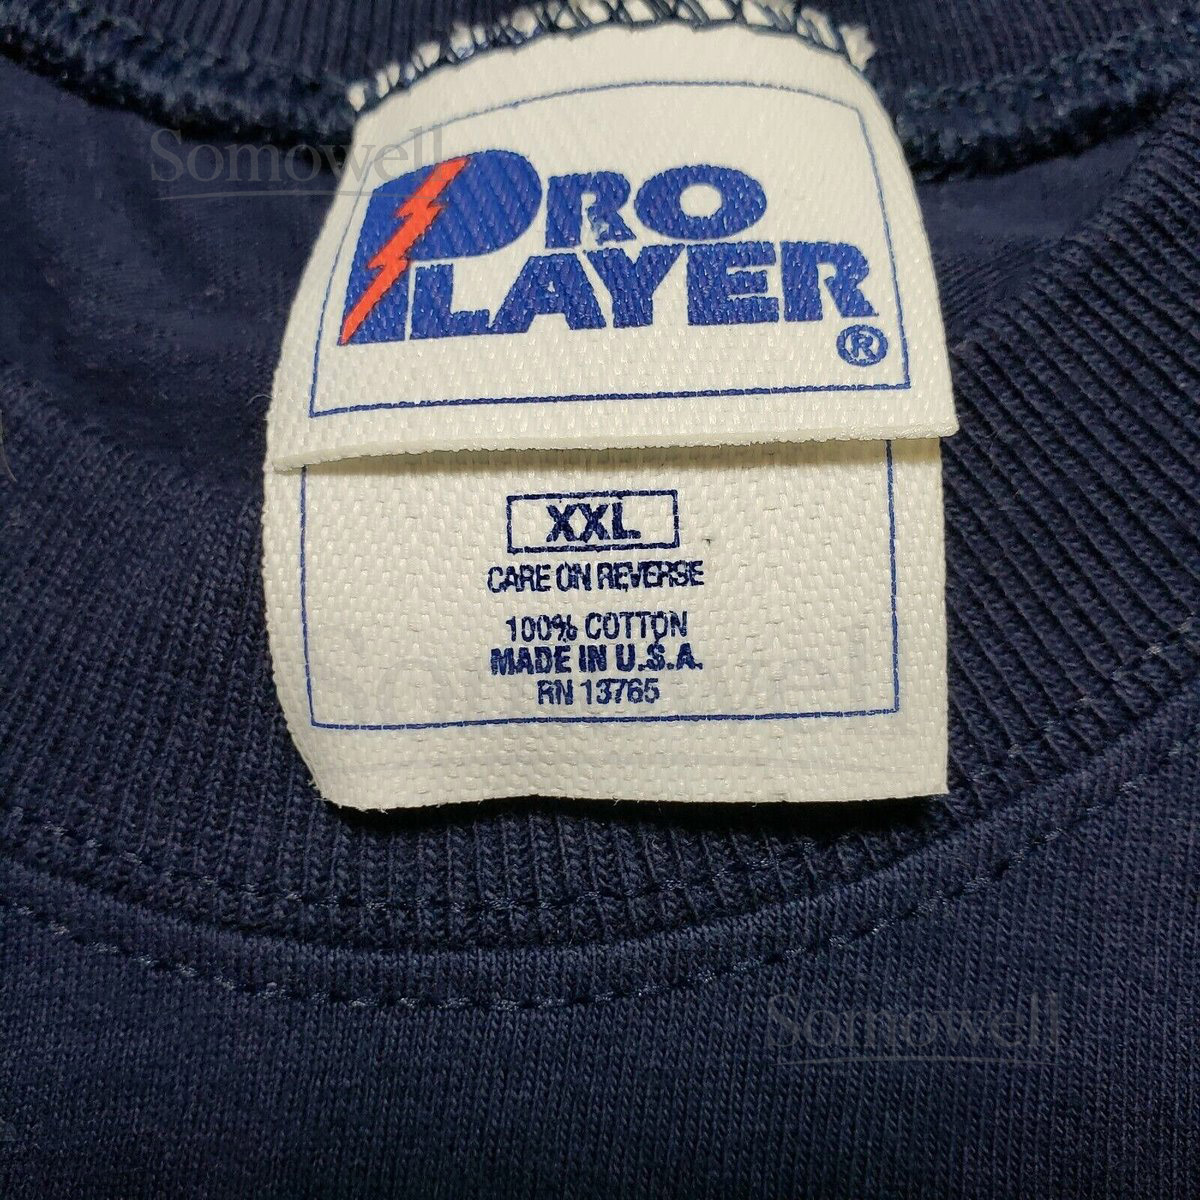 Somowell
PRO
PLAYER
®
XXL
CARE ON REVERSE
100% COTTON
MADE IN U.S.A.
RN 13765
Somowell